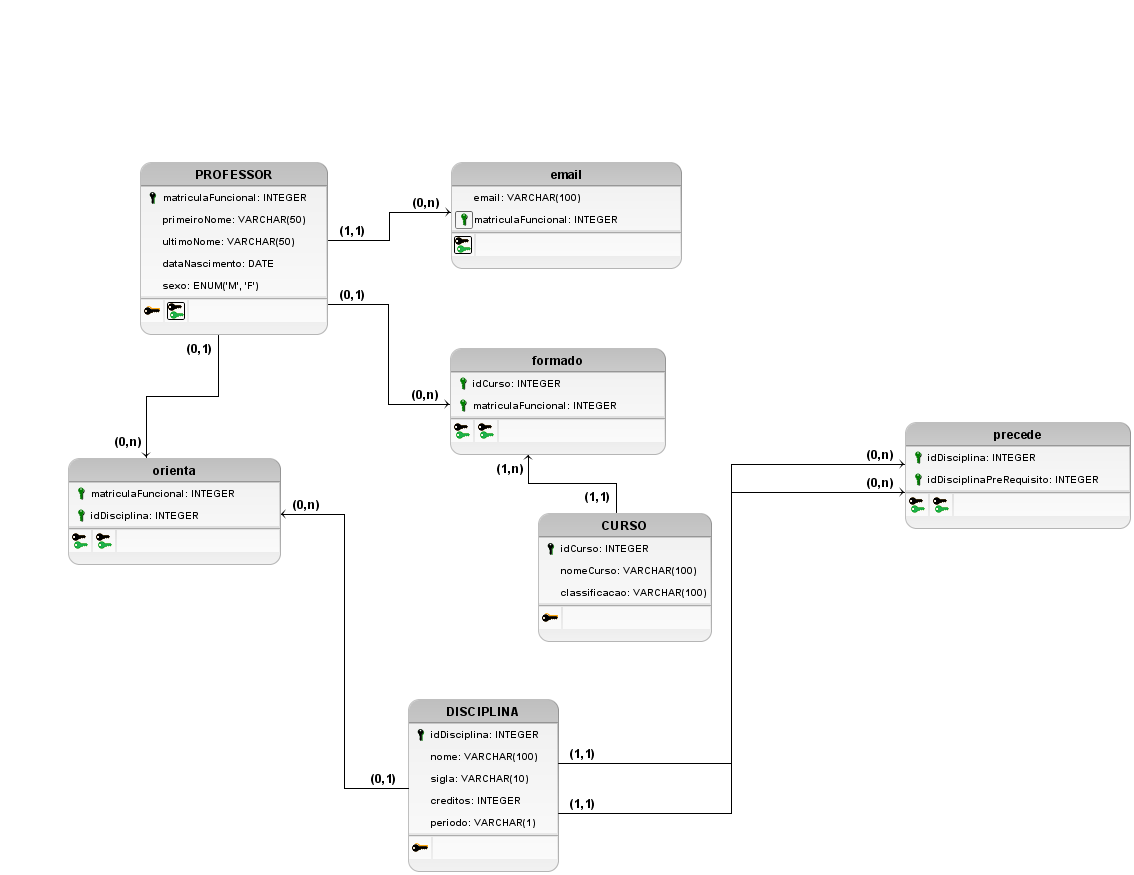 PROFESSOR
matriculaFuncional: INTEGER
primeiroNome: VARCHAR(50)
ultimoNome: VARCHAR(50)
dataNascimento: DATE
sexo: ENUM('M', 'F')
(1,1)
(0,n)
email
email: VARCHAR(100)
matriculaFuncional: INTEGER
(0,1)
(0,n)
formado
idCurso: INTEGER
matriculaFuncional: INTEGER
(0,1)
(0,n)
orienta
matriculaFuncional: INTEGER
idDisciplina: INTEGER
(0,n)
(1,n)
(1,1)
CURSO
idCurso: INTEGER
nomeCurso: VARCHAR(100)
classificacao: VARCHAR(100)
(0,n)
(0,n)
precede
idDisciplina: INTEGER
idDisciplinaPreRequisito: INTEGER
DISCIPLINA
idDisciplina: INTEGER
nome: VARCHAR(100)
sigla: VARCHAR(10)
creditos: INTEGER
periodo: VARCHAR(1)
(0,1)
(1,1)
(1,1)